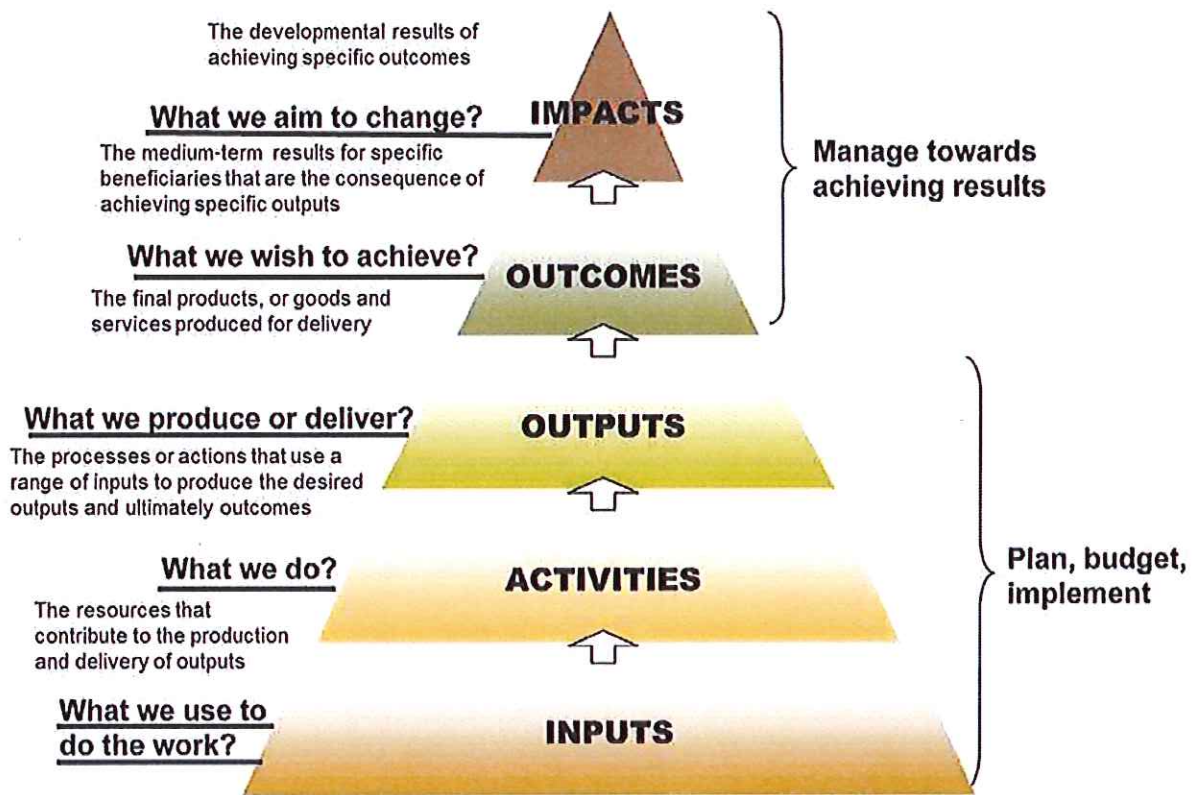 The developmental results of
achieving specific outcomes
What we aim to change?
IMPACTS
The medium-term results for specific
beneficiaries that are the consequence of
achieving specific outputs
Manage towards
achieving results
What we wish to achieve?
OUTCOMES
The final products, or goods and
services produced for delivery
What we produce or deliver?
OUTPUTS
The processes or actions that use a
range of inputs to produce the desired
outputs and ultimately outcomes
What we do?
ACTIVITIES
Plan, budget,
implement
The resources that
contribute to the production
and delivery of outputs
What we use to
do the work?
INPUTS